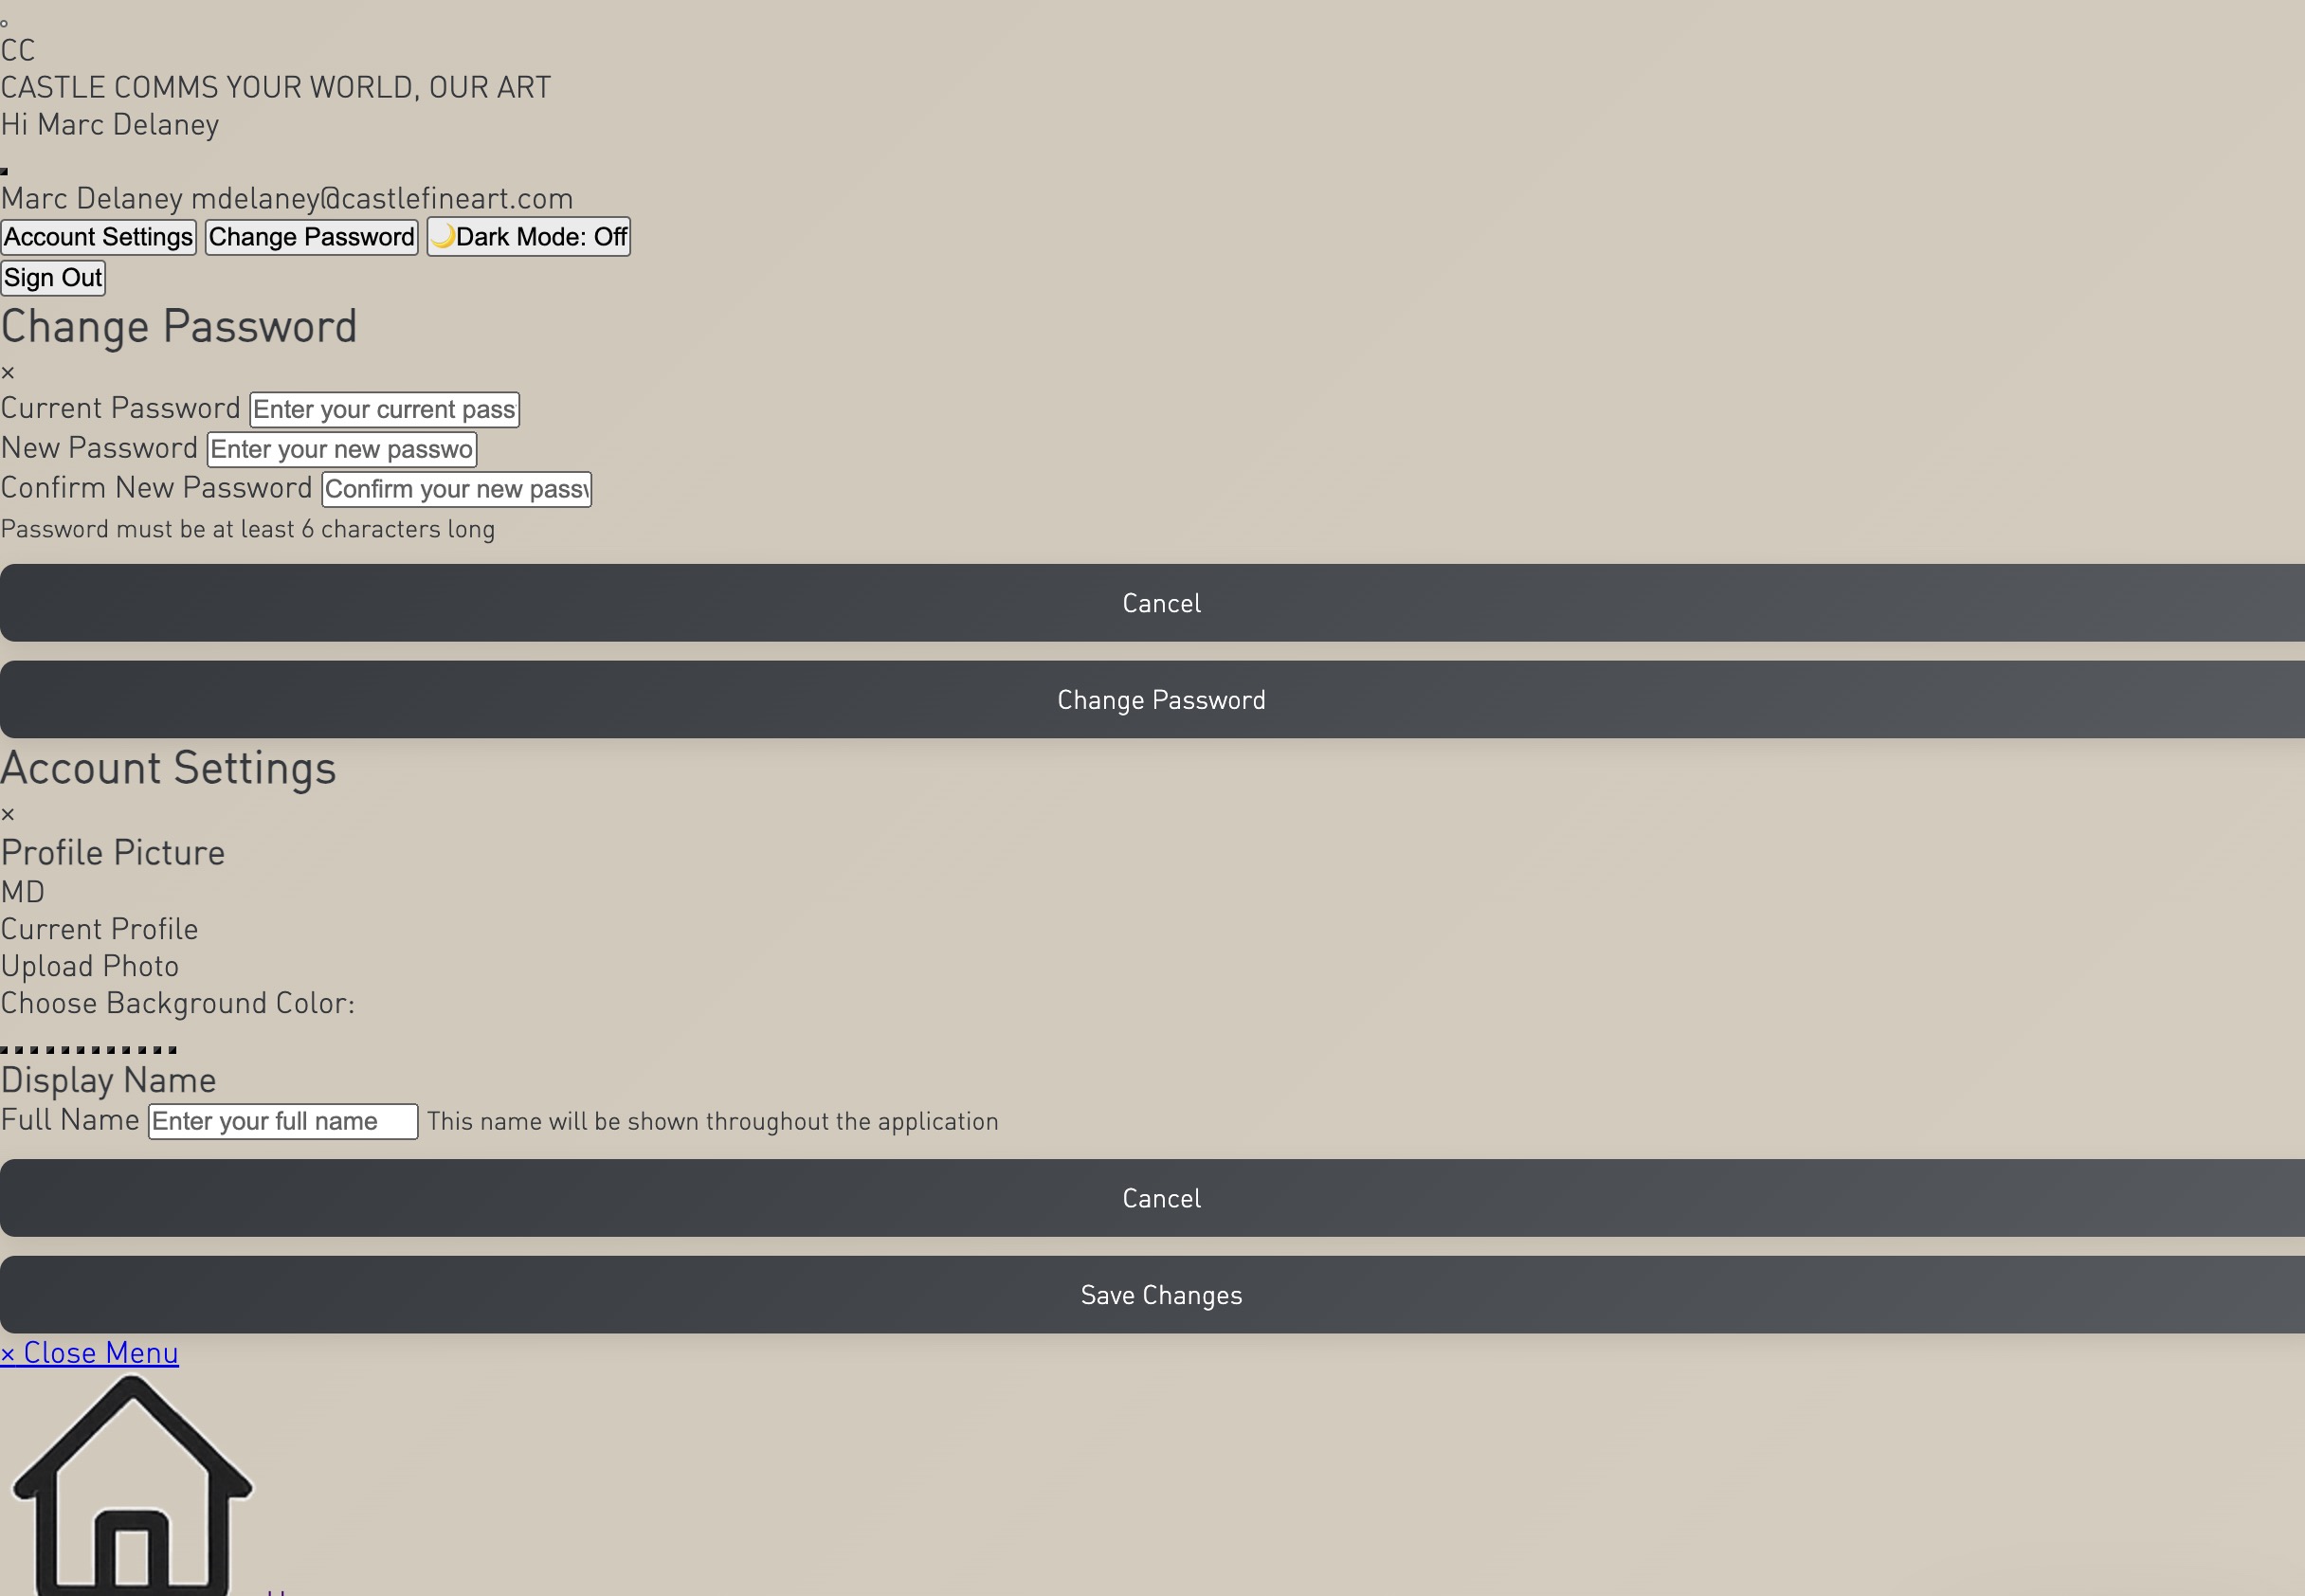 CC
CASTLE COMMS YOUR WORLD, OUR ART
Hi Marc Delaney
Marc Delaney mdelaney@castlefineart.com
Account Settings Change Password 🌙Dark Mode: Off
Sign Out
Change Password
×
Current Password Enter your current pass
New Password Enter your new passwo
Confirm New Password Confirm your new passw
Password must be at least 6 characters long
Cancel
Change Password
Account Settings
×
Profile Picture
MD
Current Profile
Upload Photo
Choose Background Color:
Display Name
Full Name Enter your full name This name will be shown throughout the application
Cancel
Save Changes
× Close Menu